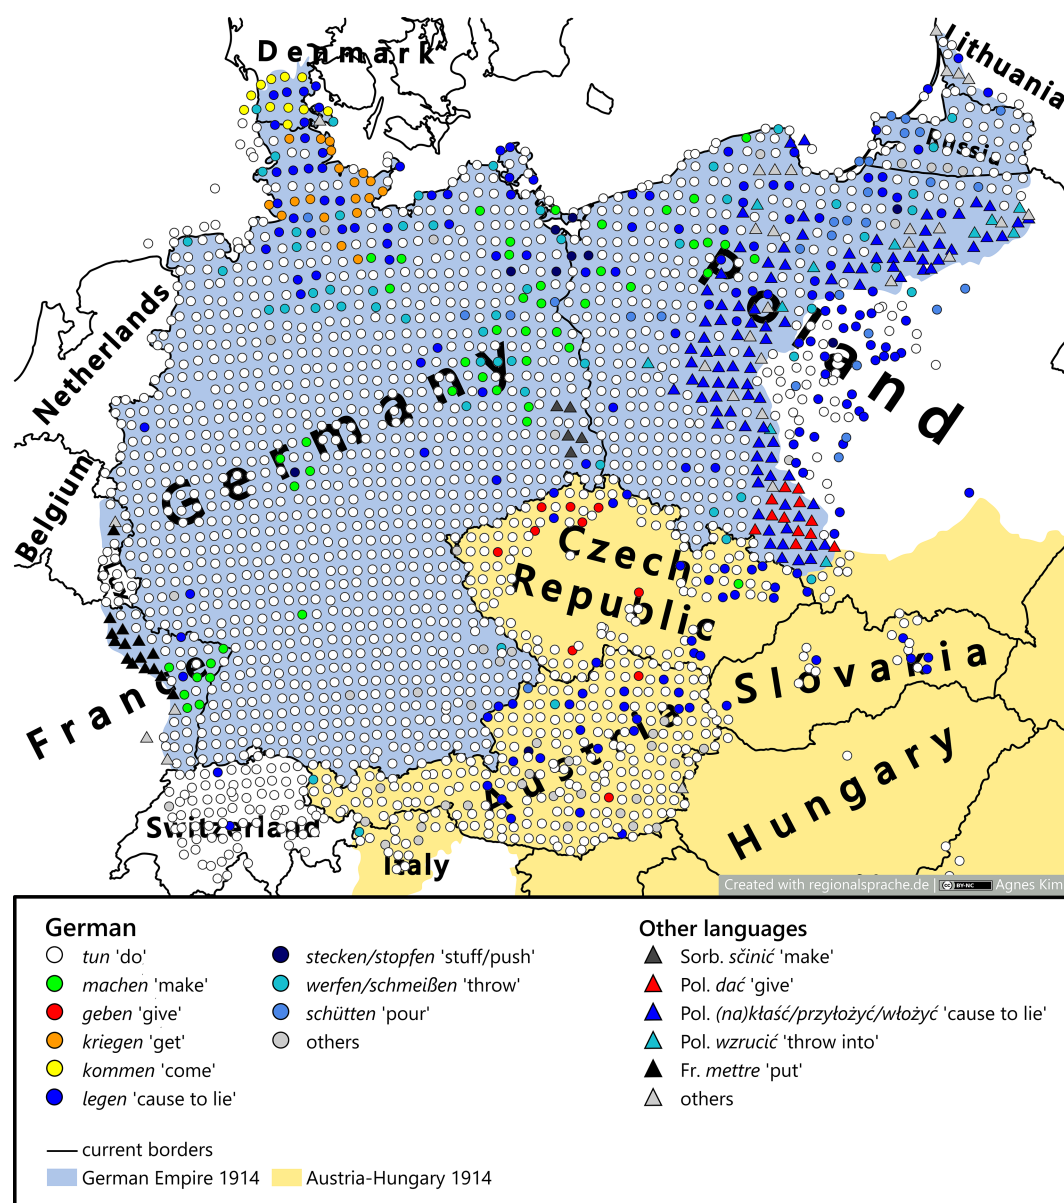 Denmark
Lithuania
Russia
Netherlands
Poland
Germany
Belgium
Czech
Republic
France
Slovakia
Austria
Hungary
Switzerland
Italy
Created with regionalsprache.de | CC BY-NC Agnes Kim
German
tun 'do'
machen 'make'
geben 'give'
kriegen 'get'
kommen 'come'
legen 'cause to lie'
stecken/stopfen 'stuff/push'
werfen/schmeißen 'throw'
schütten 'pour'
others
Other languages
Sorb. sčinić 'make'
Pol. dać 'give'
Pol. (na)kłaść/przyłożyć/włożyć 'cause to lie'
Pol. wzrucić 'throw into'
Fr. mettre 'put'
others
current borders
German Empire 1914
Austria-Hungary 1914